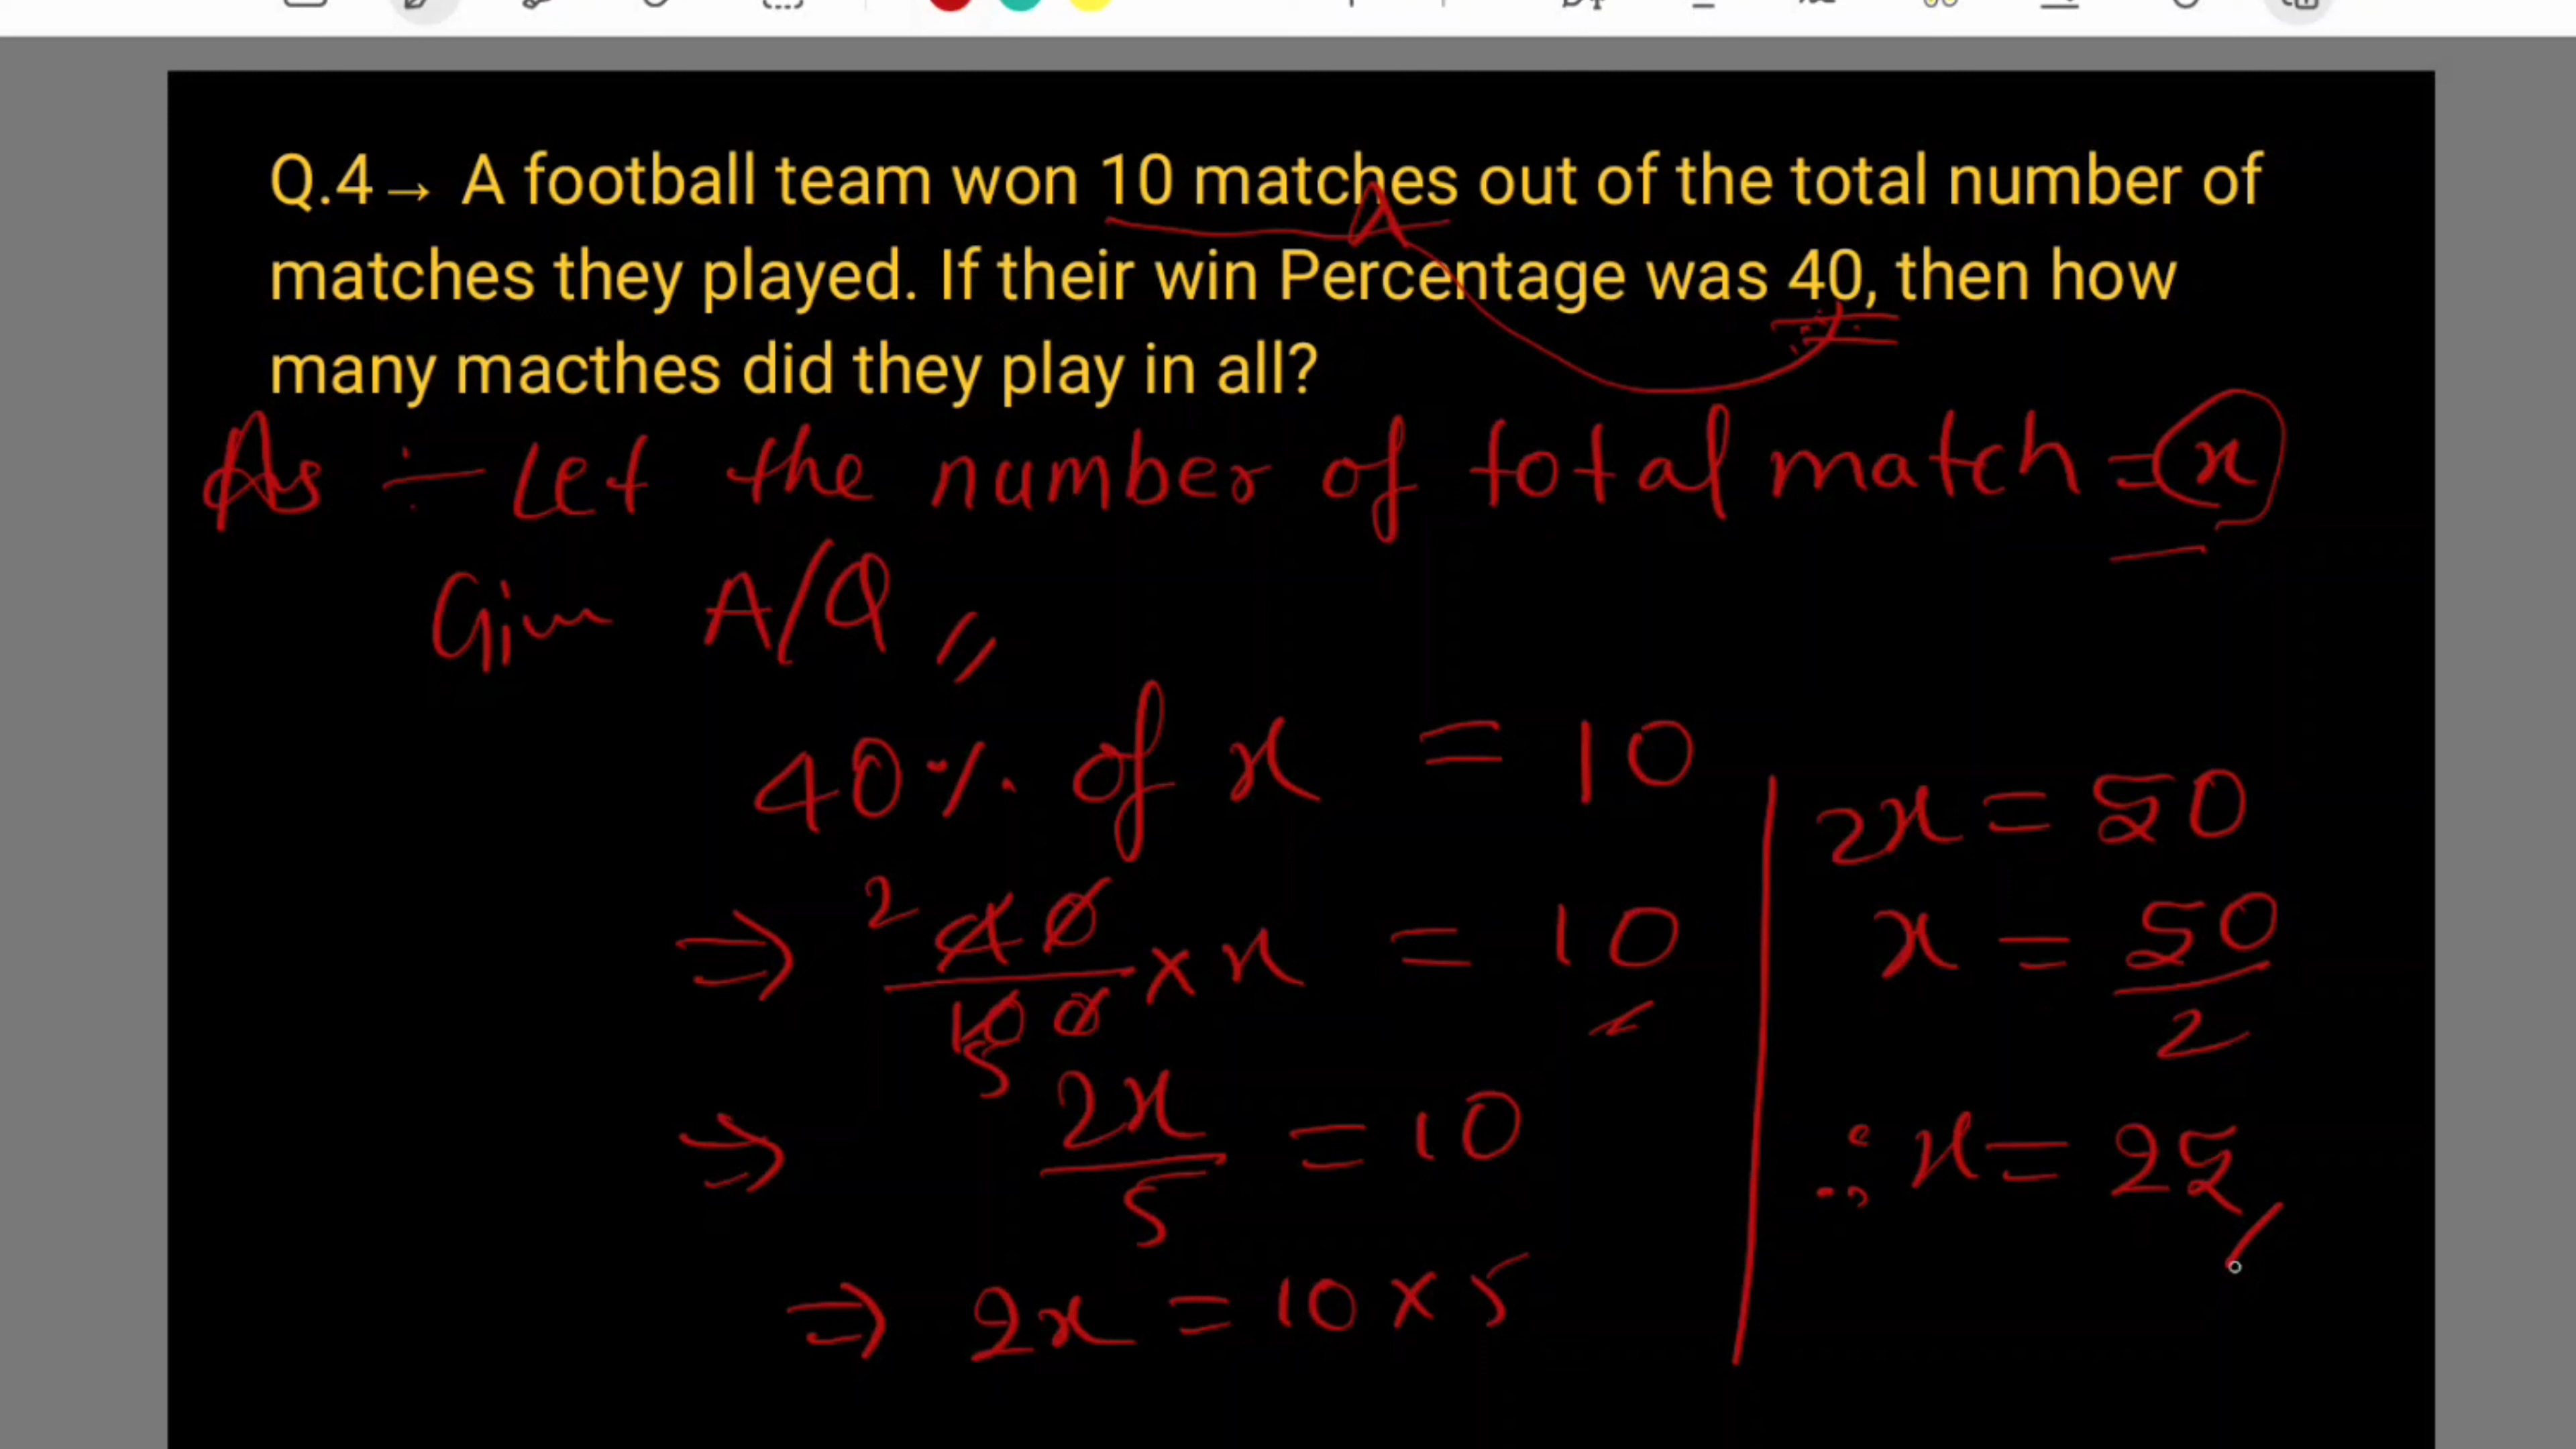 Q.4→ A football team won 10 matches out of the total number of
matches they played. If their win Percentage was 40, then how
many macthes did they play in all?
As ÷ Let the number of total match = x
Given A/Q,,
40% of x = 10
⇒ 2 40/100 5 × x = 10
⇒ 2x/5 = 10
⇒ 2x = 10 × 5
2x = 50
x = 50/2
∴ x = 25